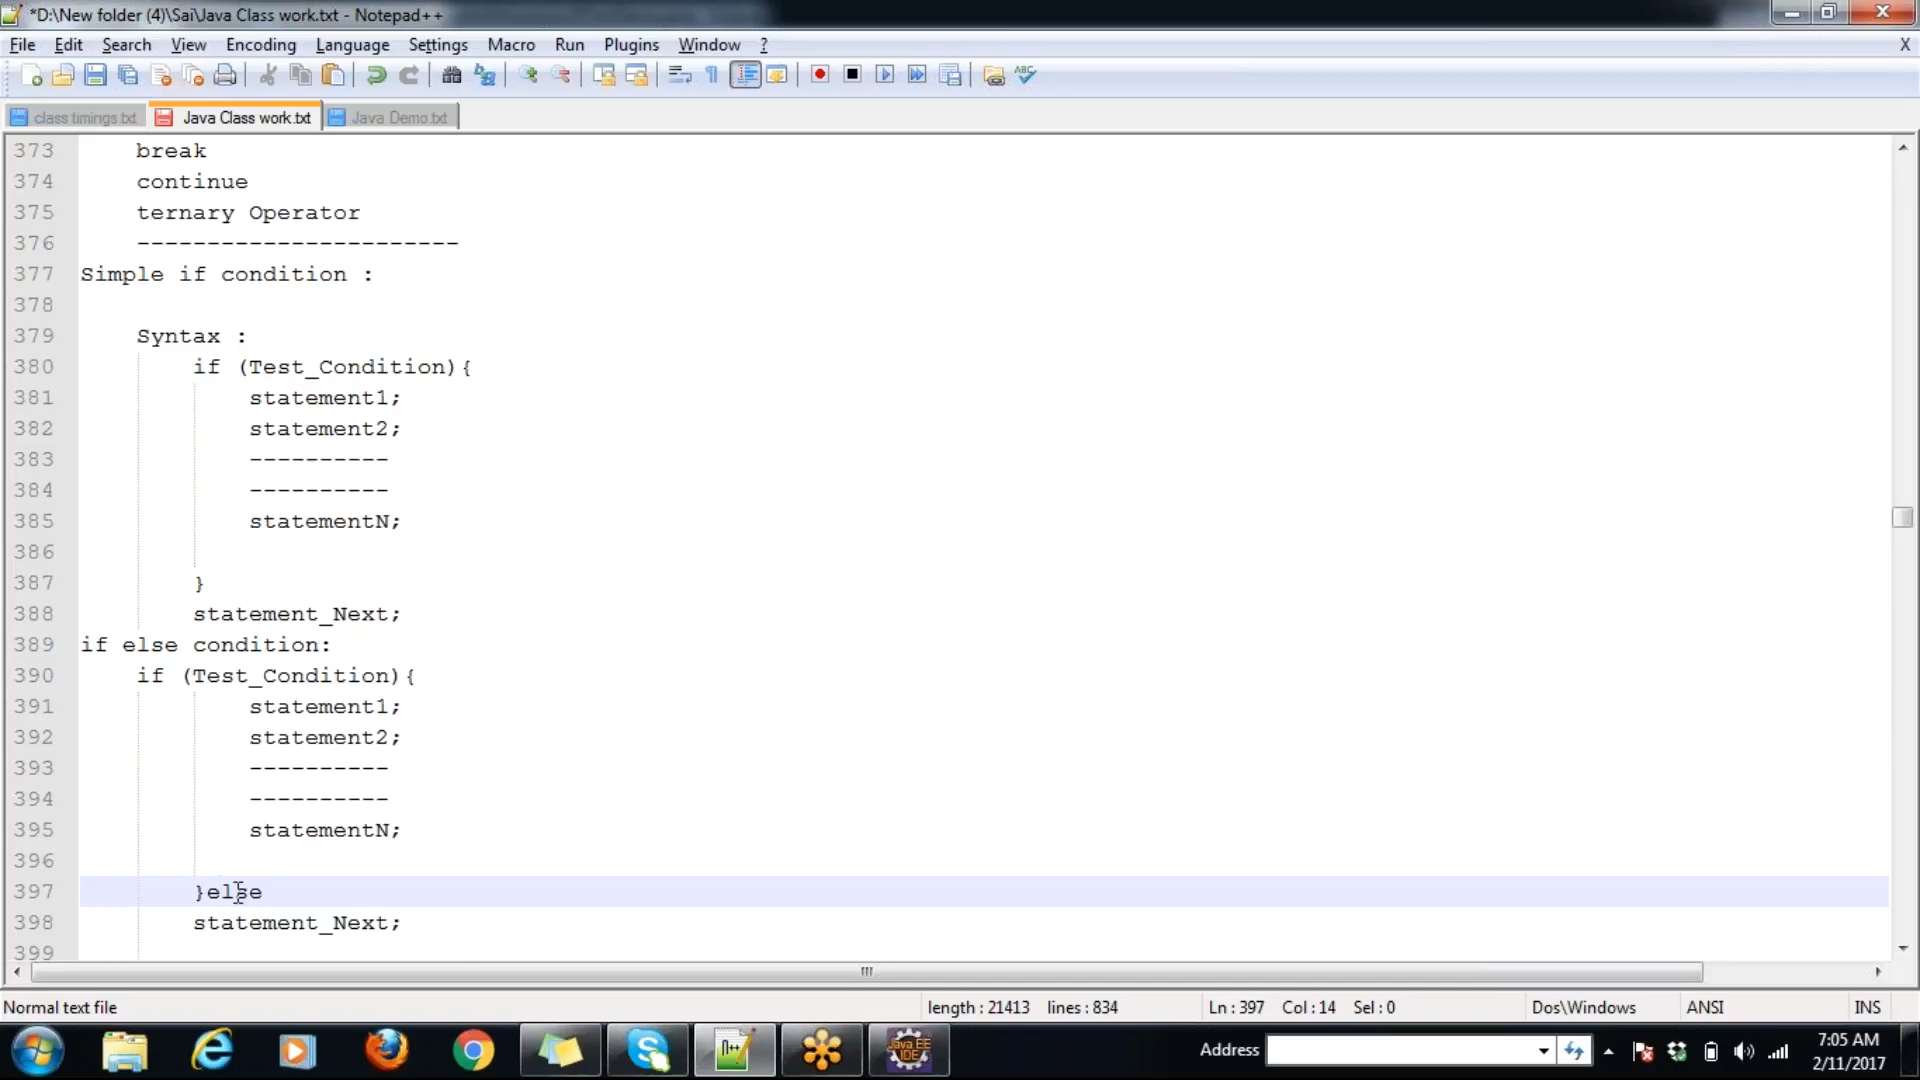 *D:\New folder (4)\Sai\Java Class work.txt - Notepad++
File Edit Search View Encoding Language Settings Macro Run Plugins Window ? X
class timings.txt Java Class work.txt Java Demo.txt
373 break
374 continue
375 ternary Operator
376 -----------------------
377 Simple if condition :
378
379 Syntax :
380 if (Test_Condition){
381 statement1;
382 statement2;
383 ----------
384 ----------
385 statementN;
386
387 }
388 statement_Next;
389 if else condition:
390 if (Test_Condition){
391 statement1;
392 statement2;
393 ----------
394 ----------
395 statementN;
396
397 }else
398 statement_Next;
399
Normal text file length : 21413 lines : 834 Ln : 397 Col : 14 Sel : 0 Dos\Windows ANSI INS
Address
Java EE
IDE
7:05 AM
2/11/2017